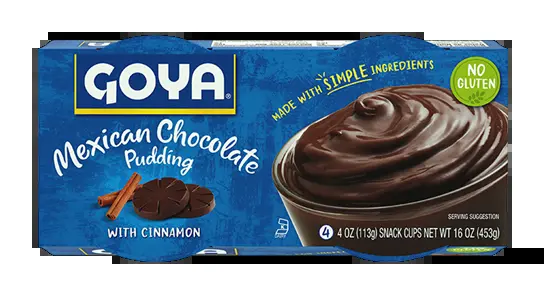 GOYA®
Mexican Chocolate
Pudding
WITH CINNAMON
MADE WITH SIMPLE INGREDIENTS
NO
GLUTEN
SERVING SUGGESTION
4 4 OZ (113g) SNACK CUPS NET WT 16 OZ (453g)